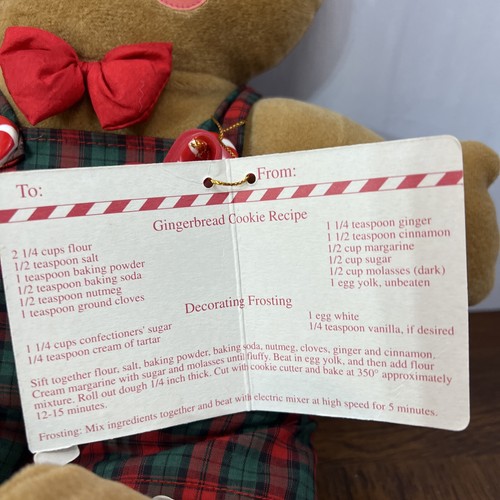 To:
From:
Gingerbread Cookie Recipe
2 1/4 cups flour
1/2 teaspoon salt
1 teaspoon baking powder
1/2 teaspoon baking soda
1/2 teaspoon nutmeg
1 teaspoon ground cloves
1 1/4 teaspoon ginger
1 1/2 teaspoon cinnamon
1/2 cup margarine
1/2 cup sugar
1/2 cup molasses (dark)
1 egg yolk, unbeaten
Decorating Frosting
1 1/4 cups confectioners' sugar
1/4 teaspoon cream of tartar
1 egg white
1/4 teaspoon vanilla, if desired
Sift together flour, salt, baking powder, baking soda, nutmeg, cloves, ginger and cinnamon.
Cream margarine with sugar and molasses until fluffy. Beat in egg yolk, and then add flour
mixture. Roll out dough 1/4 inch thick. Cut with cookie cutter and bake at 350° approximately
12-15 minutes.
Frosting: Mix ingredients together and beat with electric mixer at high speed for 5 minutes.